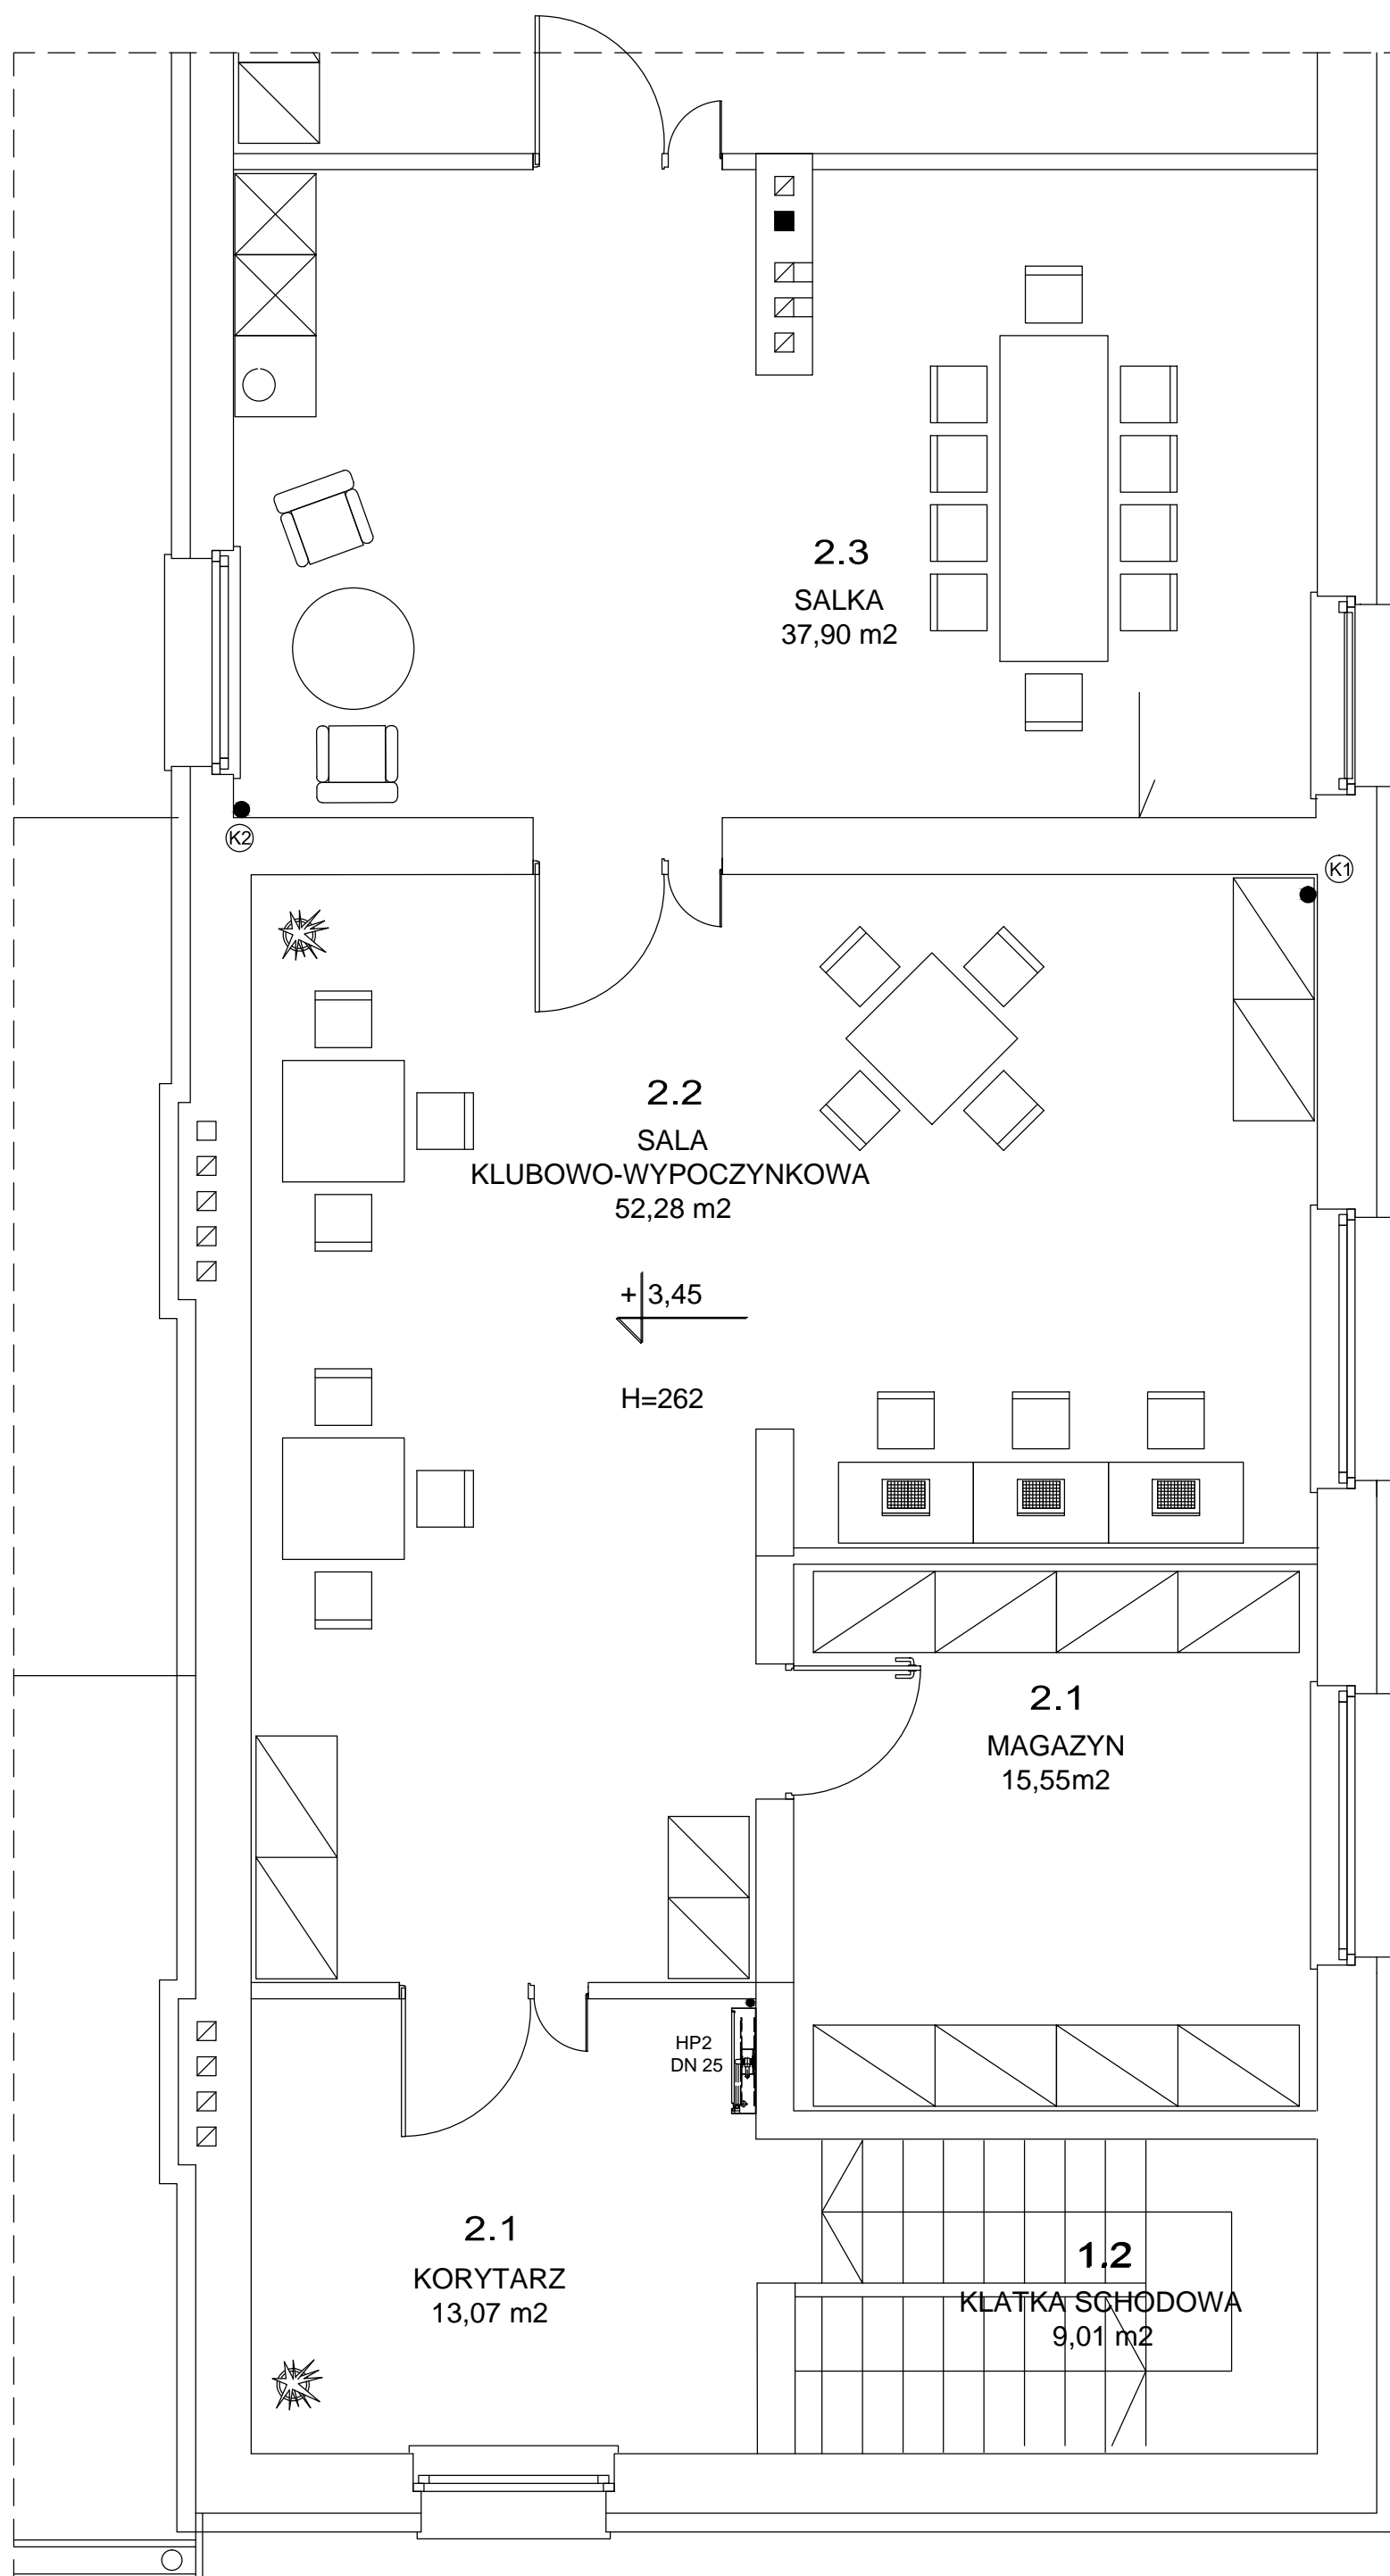 2.3
SALKA
37,90 m2
K2
K1
2.2
SALA
KLUBOWO-WYPOCZYNKOWA
52,28 m2
+ 3,45
H=262
2.1
MAGAZYN
15,55m2
HP2
DN 25
2.1
KORYTARZ
13,07 m2
1.2
KLATKA SCHODOWA
9,01 m2